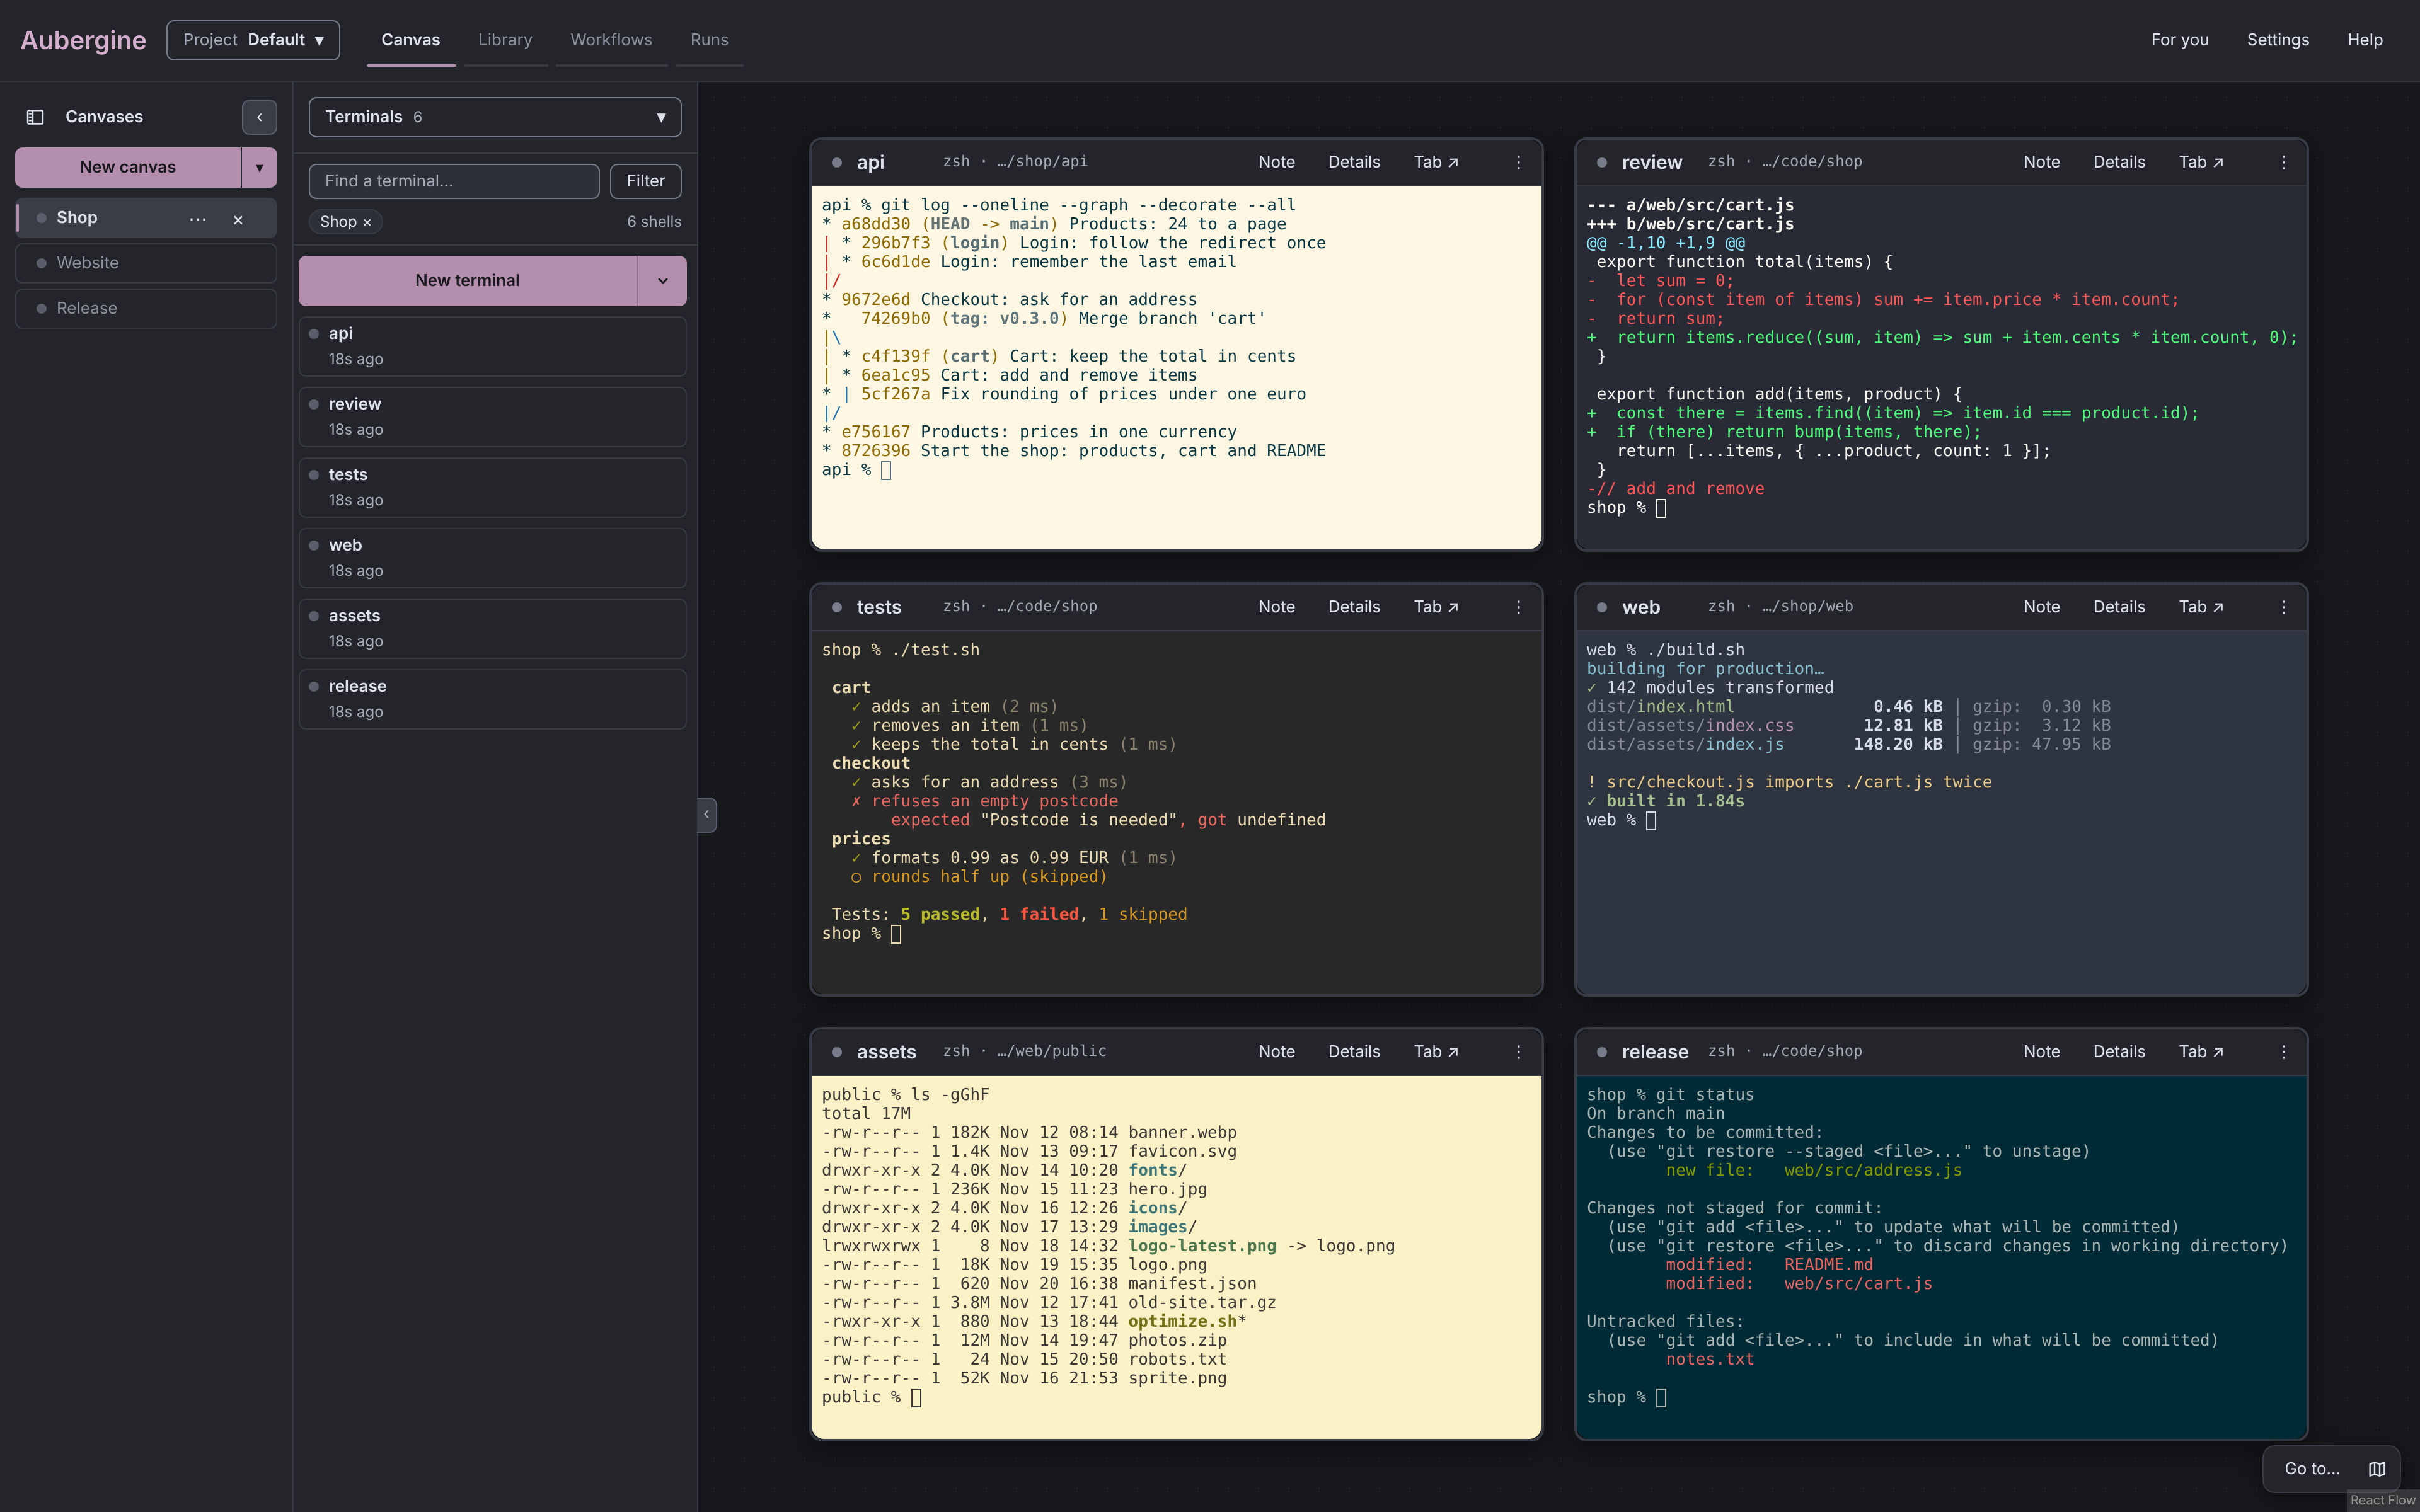 Aubergine
Project Default ▾
Canvas
Library
Workflows
Runs
For you
Settings
Help
Canvases
New canvas
Shop
Website
Release
Terminals 6
Find a terminal...
Filter
Shop ×
6 shells
New terminal
api
18s ago
review
18s ago
tests
18s ago
web
18s ago
assets
18s ago
release
18s ago
api zsh · …/shop/api Note Details Tab ↗
api % git log --oneline --graph --decorate --all
* a68dd30 (HEAD -> main) Products: 24 to a page
| * 296b7f3 (login) Login: follow the redirect once
| * 6c6d1de Login: remember the last email
|/
* 9672e6d Checkout: ask for an address
*   74269b0 (tag: v0.3.0) Merge branch 'cart'
|\
| * c4f139f (cart) Cart: keep the total in cents
| * 6ea1c95 Cart: add and remove items
* | 5cf267a Fix rounding of prices under one euro
|/
* e756167 Products: prices in one currency
* 8726396 Start the shop: products, cart and README
api %
review zsh · …/code/shop Note Details Tab ↗
--- a/web/src/cart.js
+++ b/web/src/cart.js
@@ -1,10 +1,9 @@
 export function total(items) {
-  let sum = 0;
-  for (const item of items) sum += item.price * item.count;
-  return sum;
+  return items.reduce((sum, item) => sum + item.cents * item.count, 0);
 }
 export function add(items, product) {
+  const there = items.find((item) => item.id === product.id);
+  if (there) return bump(items, there);
   return [...items, { ...product, count: 1 }];
 }
-// add and remove
shop %
tests zsh · …/code/shop Note Details Tab ↗
shop % ./test.sh
cart
✓ adds an item (2 ms)
✓ removes an item (1 ms)
✓ keeps the total in cents (1 ms)
checkout
✓ asks for an address (3 ms)
✗ refuses an empty postcode
expected "Postcode is needed", got undefined
prices
✓ formats 0.99 as 0.99 EUR (1 ms)
○ rounds half up (skipped)
Tests: 5 passed, 1 failed, 1 skipped
shop %
web zsh · …/shop/web Note Details Tab ↗
web % ./build.sh
building for production…
✓ 142 modules transformed
dist/index.html 0.46 kB │ gzip: 0.30 kB
dist/assets/index.css 12.81 kB │ gzip: 3.12 kB
dist/assets/index.js 148.20 kB │ gzip: 47.95 kB
! src/checkout.js imports ./cart.js twice
✓ built in 1.84s
web %
assets zsh · …/web/public Note Details Tab ↗
public % ls -gGhF
total 17M
-rw-r--r-- 1 182K Nov 12 08:14 banner.webp
-rw-r--r-- 1 1.4K Nov 13 09:17 favicon.svg
drwxr-xr-x 2 4.0K Nov 14 10:20 fonts/
-rw-r--r-- 1 236K Nov 15 11:23 hero.jpg
drwxr-xr-x 2 4.0K Nov 16 12:26 icons/
drwxr-xr-x 2 4.0K Nov 17 13:29 images/
lrwxrwxrwx 1    8 Nov 18 14:32 logo-latest.png -> logo.png
-rw-r--r-- 1  18K Nov 19 15:35 logo.png
-rw-r--r-- 1  620 Nov 20 16:38 manifest.json
-rw-r--r-- 1 3.8M Nov 12 17:41 old-site.tar.gz
-rwxr-xr-x 1  880 Nov 13 18:44 optimize.sh*
-rw-r--r-- 1  12M Nov 14 19:47 photos.zip
-rw-r--r-- 1   24 Nov 15 20:50 robots.txt
-rw-r--r-- 1  52K Nov 16 21:53 sprite.png
public %
release zsh · …/code/shop Note Details Tab ↗
shop % git status
On branch main
Changes to be committed:
  (use "git restore --staged <file>..." to unstage)
        new file:   web/src/address.js
Changes not staged for commit:
  (use "git add <file>..." to update what will be committed)
  (use "git restore <file>..." to discard changes in working directory)
        modified:   README.md
        modified:   web/src/cart.js
Untracked files:
  (use "git add <file>..." to include in what will be committed)
        notes.txt
shop %
Go to...
React Flow